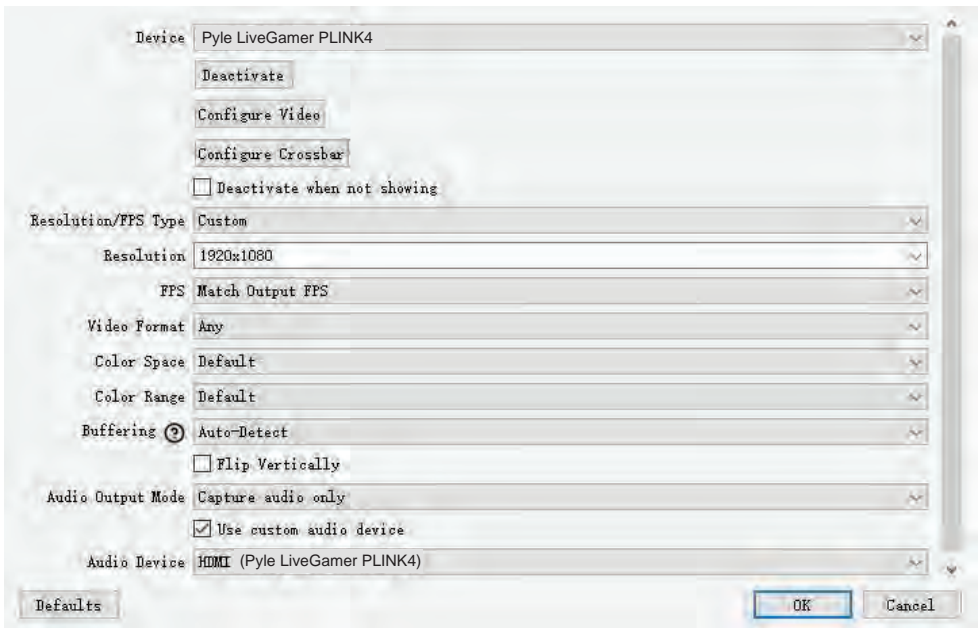 Device Pyle LiveGamer PLINK4
Deactivate
Configure Video
Configure Crossbar
Deactivate when not showing
Resolution/FPS Type Custom
Resolution 1920x1080
FPS Match Output FPS
Video Format Any
Color Space Default
Color Range Default
Buffering ? Auto-Detect
Flip Vertically
Audio Output Mode Capture audio only
Use custom audio device
Audio Device HDMI (Pyle LiveGamer PLINK4)
Defaults OK Cancel